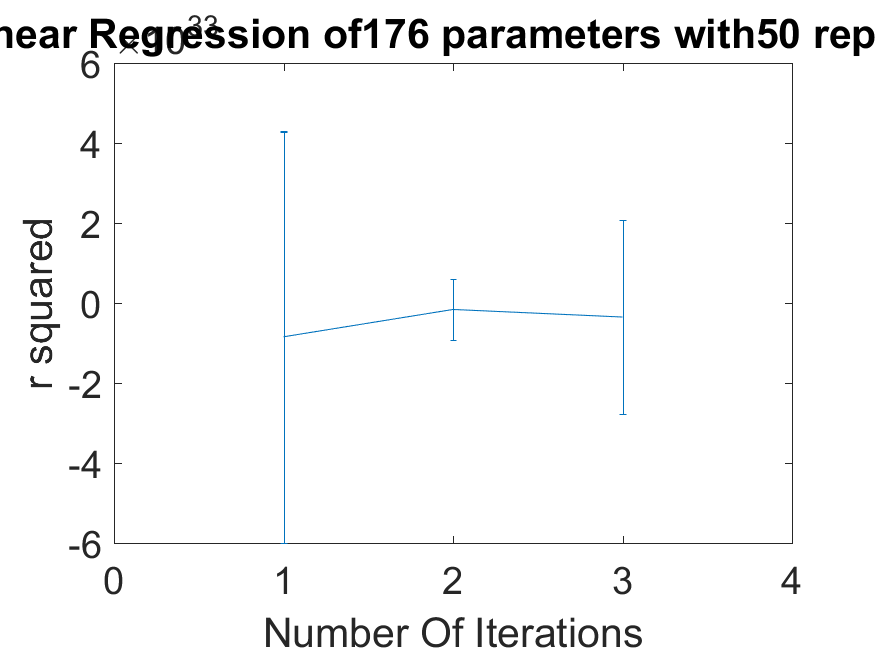 near Regression of176 parameters with50 rep
×10^33
6
4
2
0
-2
-4
-6
r squared
0 1 2 3 4
Number Of Iterations